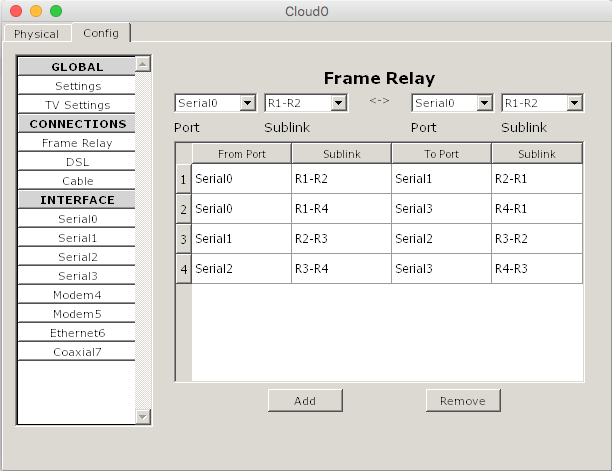 Cloud0
Physical Config
GLOBAL
Settings
TV Settings
CONNECTIONS
Frame Relay
DSL
Cable
INTERFACE
Serial0
Serial1
Serial2
Serial3
Modem4
Modem5
Ethernet6
Coaxial7
Frame Relay
Serial0 R1-R2 <-> Serial0 R1-R2
Port Sublink Port Sublink
From Port Sublink To Port Sublink
1 Serial0 R1-R2 Serial1 R2-R1
2 Serial0 R1-R4 Serial3 R4-R1
3 Serial1 R2-R3 Serial2 R3-R2
4 Serial2 R3-R4 Serial3 R4-R3
Add Remove